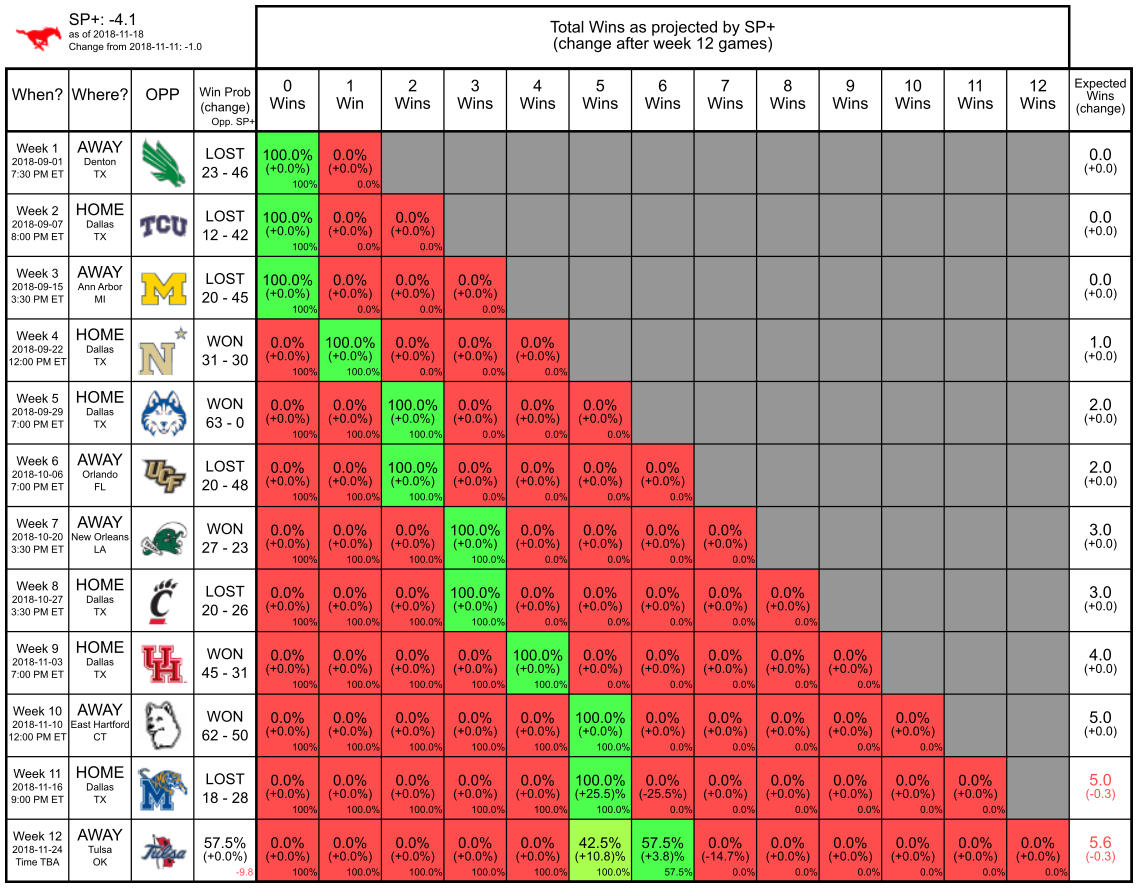 SP+: -4.1
as of 2018-11-18
Change from 2018-11-11: -1.0
Total Wins as projected by SP+
(change after week 12 games)
When? Where? OPP Win Prob (change) Opp. SP+ 0 Wins 1 Win 2 Wins 3 Wins 4 Wins 5 Wins 6 Wins 7 Wins 8 Wins 9 Wins 10 Wins 11 Wins 12 Wins Expected Wins (change)
Week 1 AWAY LOST 100.0% 0.0% 0.0
2018-09-01 Denton 23 - 46 (+0.0%) (+0.0%) (+0.0)
7:30 PM ET TX 100% 0.0%
Week 2 HOME TCU LOST 100.0% 0.0% 0.0% 0.0
2018-09-07 Dallas 12 - 42 (+0.0%) (+0.0%) (+0.0%) (+0.0)
8:00 PM ET TX 100% 0.0% 0.0%
Week 3 AWAY M LOST 100.0% 0.0% 0.0% 0.0% 0.0
2018-09-15 Ann Arbor 20 - 45 (+0.0%) (+0.0%) (+0.0%) (+0.0%) (+0.0)
3:30 PM ET MI 100% 0.0% 0.0% 0.0%
Week 4 HOME N WON 0.0% 100.0% 0.0% 0.0% 0.0% 1.0
2018-09-22 Dallas 31 - 30 (+0.0%) (+0.0%) (+0.0%) (+0.0%) (+0.0%) (+0.0)
12:00 PM ET TX 100% 100.0% 0.0% 0.0% 0.0%
Week 5 HOME WON 0.0% 0.0% 100.0% 0.0% 0.0% 0.0% 2.0
2018-09-29 Dallas 63 - 0 (+0.0%) (+0.0%) (+0.0%) (+0.0%) (+0.0%) (+0.0%) (+0.0)
7:00 PM ET TX 100% 100.0% 100.0% 0.0% 0.0% 0.0%
Week 6 AWAY UCF LOST 0.0% 0.0% 100.0% 0.0% 0.0% 0.0% 0.0% 2.0
2018-10-06 Orlando 20 - 48 (+0.0%) (+0.0%) (+0.0%) (+0.0%) (+0.0%) (+0.0%) (+0.0%) (+0.0)
7:00 PM ET FL 100% 100.0% 100.0% 0.0% 0.0% 0.0% 0.0%
Week 7 AWAY WON 0.0% 0.0% 0.0% 100.0% 0.0% 0.0% 0.0% 0.0% 3.0
2018-10-20 New Orleans 27 - 23 (+0.0%) (+0.0%) (+0.0%) (+0.0%) (+0.0%) (+0.0%) (+0.0%) (+0.0%) (+0.0)
3:30 PM ET LA 100% 100.0% 100.0% 100.0% 0.0% 0.0% 0.0% 0.0%
Week 8 HOME C LOST 0.0% 0.0% 0.0% 100.0% 0.0% 0.0% 0.0% 0.0% 0.0% 3.0
2018-10-27 Dallas 20 - 26 (+0.0%) (+0.0%) (+0.0%) (+0.0%) (+0.0%) (+0.0%) (+0.0%) (+0.0%) (+0.0%) (+0.0)
3:30 PM ET TX 100% 100.0% 100.0% 100.0% 0.0% 0.0% 0.0% 0.0% 0.0%
Week 9 HOME UH WON 0.0% 0.0% 0.0% 0.0% 100.0% 0.0% 0.0% 0.0% 0.0% 0.0% 4.0
2018-11-03 Dallas 45 - 31 (+0.0%) (+0.0%) (+0.0%) (+0.0%) (+0.0%) (+0.0%) (+0.0%) (+0.0%) (+0.0%) (+0.0%) (+0.0)
7:00 PM ET TX 100% 100.0% 100.0% 100.0% 100.0% 0.0% 0.0% 0.0% 0.0% 0.0%
Week 10 AWAY WON 0.0% 0.0% 0.0% 0.0% 0.0% 100.0% 0.0% 0.0% 0.0% 0.0% 0.0% 5.0
2018-11-10 East Hartford 62 - 50 (+0.0%) (+0.0%) (+0.0%) (+0.0%) (+0.0%) (+0.0%) (+0.0%) (+0.0%) (+0.0%) (+0.0%) (+0.0%) (+0.0)
12:00 PM ET CT 100% 100.0% 100.0% 100.0% 100.0% 100.0% 0.0% 0.0% 0.0% 0.0% 0.0%
Week 11 HOME M LOST 0.0% 0.0% 0.0% 0.0% 0.0% 100.0% 0.0% 0.0% 0.0% 0.0% 0.0% 0.0% 5.0
2018-11-16 Dallas 18 - 28 (+0.0%) (+0.0%) (+0.0%) (+0.0%) (+0.0%) (+25.5)% (-25.5%) (+0.0%) (+0.0%) (+0.0%) (+0.0%) (+0.0%) (-0.3)
9:00 PM ET TX 100% 100.0% 100.0% 100.0% 100.0% 100.0% 0.0% 0.0% 0.0% 0.0% 0.0% 0.0%
Week 12 AWAY Tulsa 57.5% 0.0% 0.0% 0.0% 0.0% 0.0% 42.5% 57.5% 0.0% 0.0% 0.0% 0.0% 0.0% 0.0% 5.6
2018-11-24 Tulsa (+0.0%) (+0.0%) (+0.0%) (+0.0%) (+0.0%) (+0.0%) (+10.8)% (+3.8)% (-14.7%) (+0.0%) (+0.0%) (+0.0%) (+0.0%) (+0.0%) (-0.3)
Time TBA OK -9.8 100% 100.0% 100.0% 100.0% 100.0% 100.0% 57.5% 0.0% 0.0% 0.0% 0.0% 0.0% 0.0%